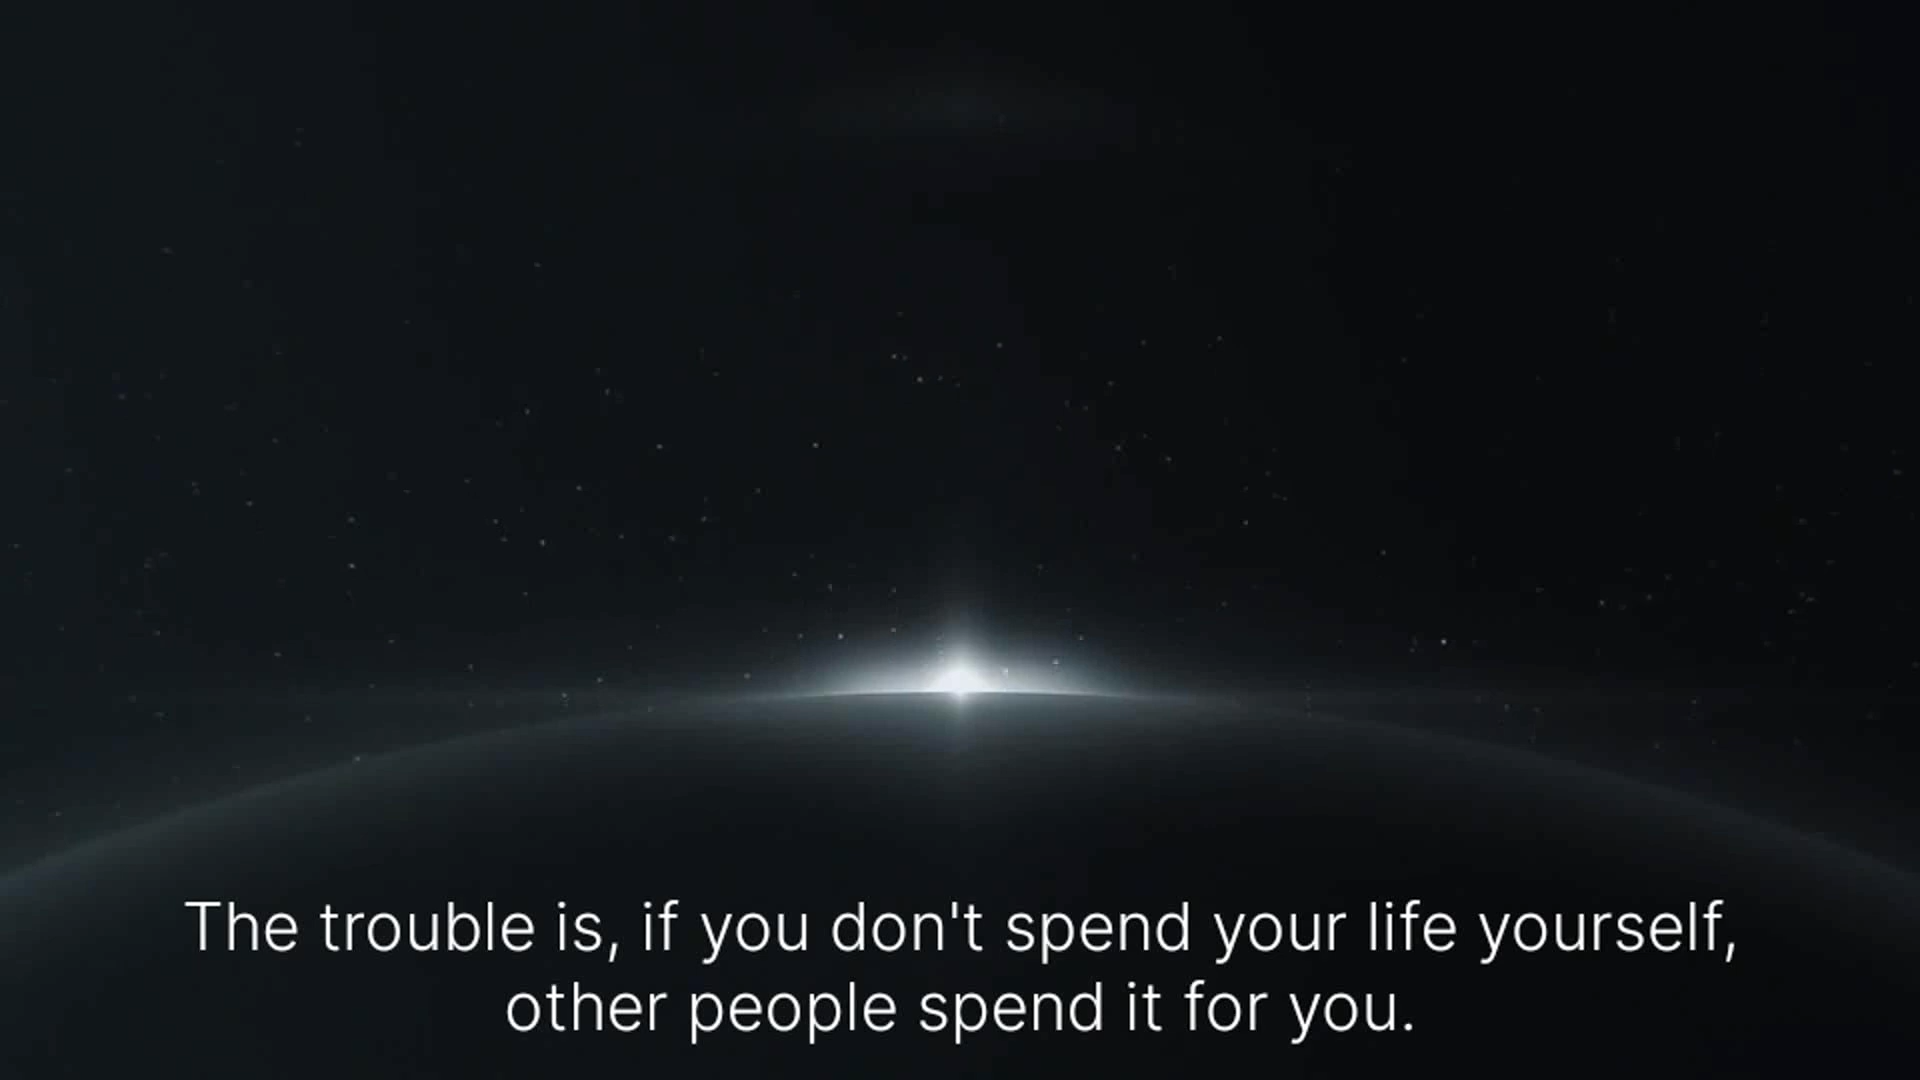 The trouble is, if you don't spend your life yourself,
other people spend it for you.